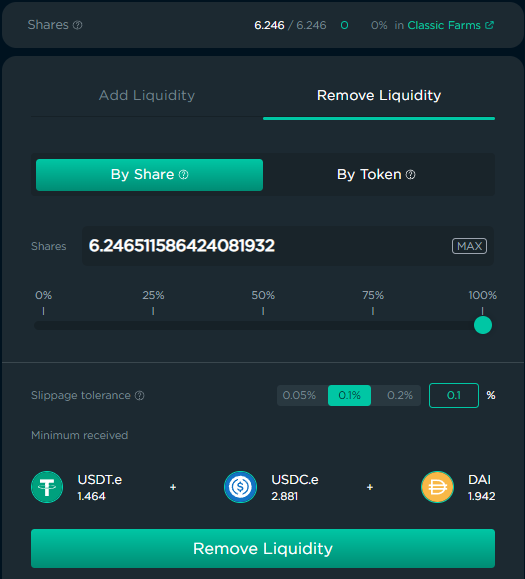 Shares 6.246 / 6.246 0 0% in Classic Farms
Add Liquidity Remove Liquidity
By Share By Token
Shares 6.246511586424081932 MAX
0% 25% 50% 75% 100%
Slippage tolerance 0.05% 0.1% 0.2% 0.1 %
Minimum received
USDT.e + USDC.e + DAI
1.464 2.881 1.942
Remove Liquidity